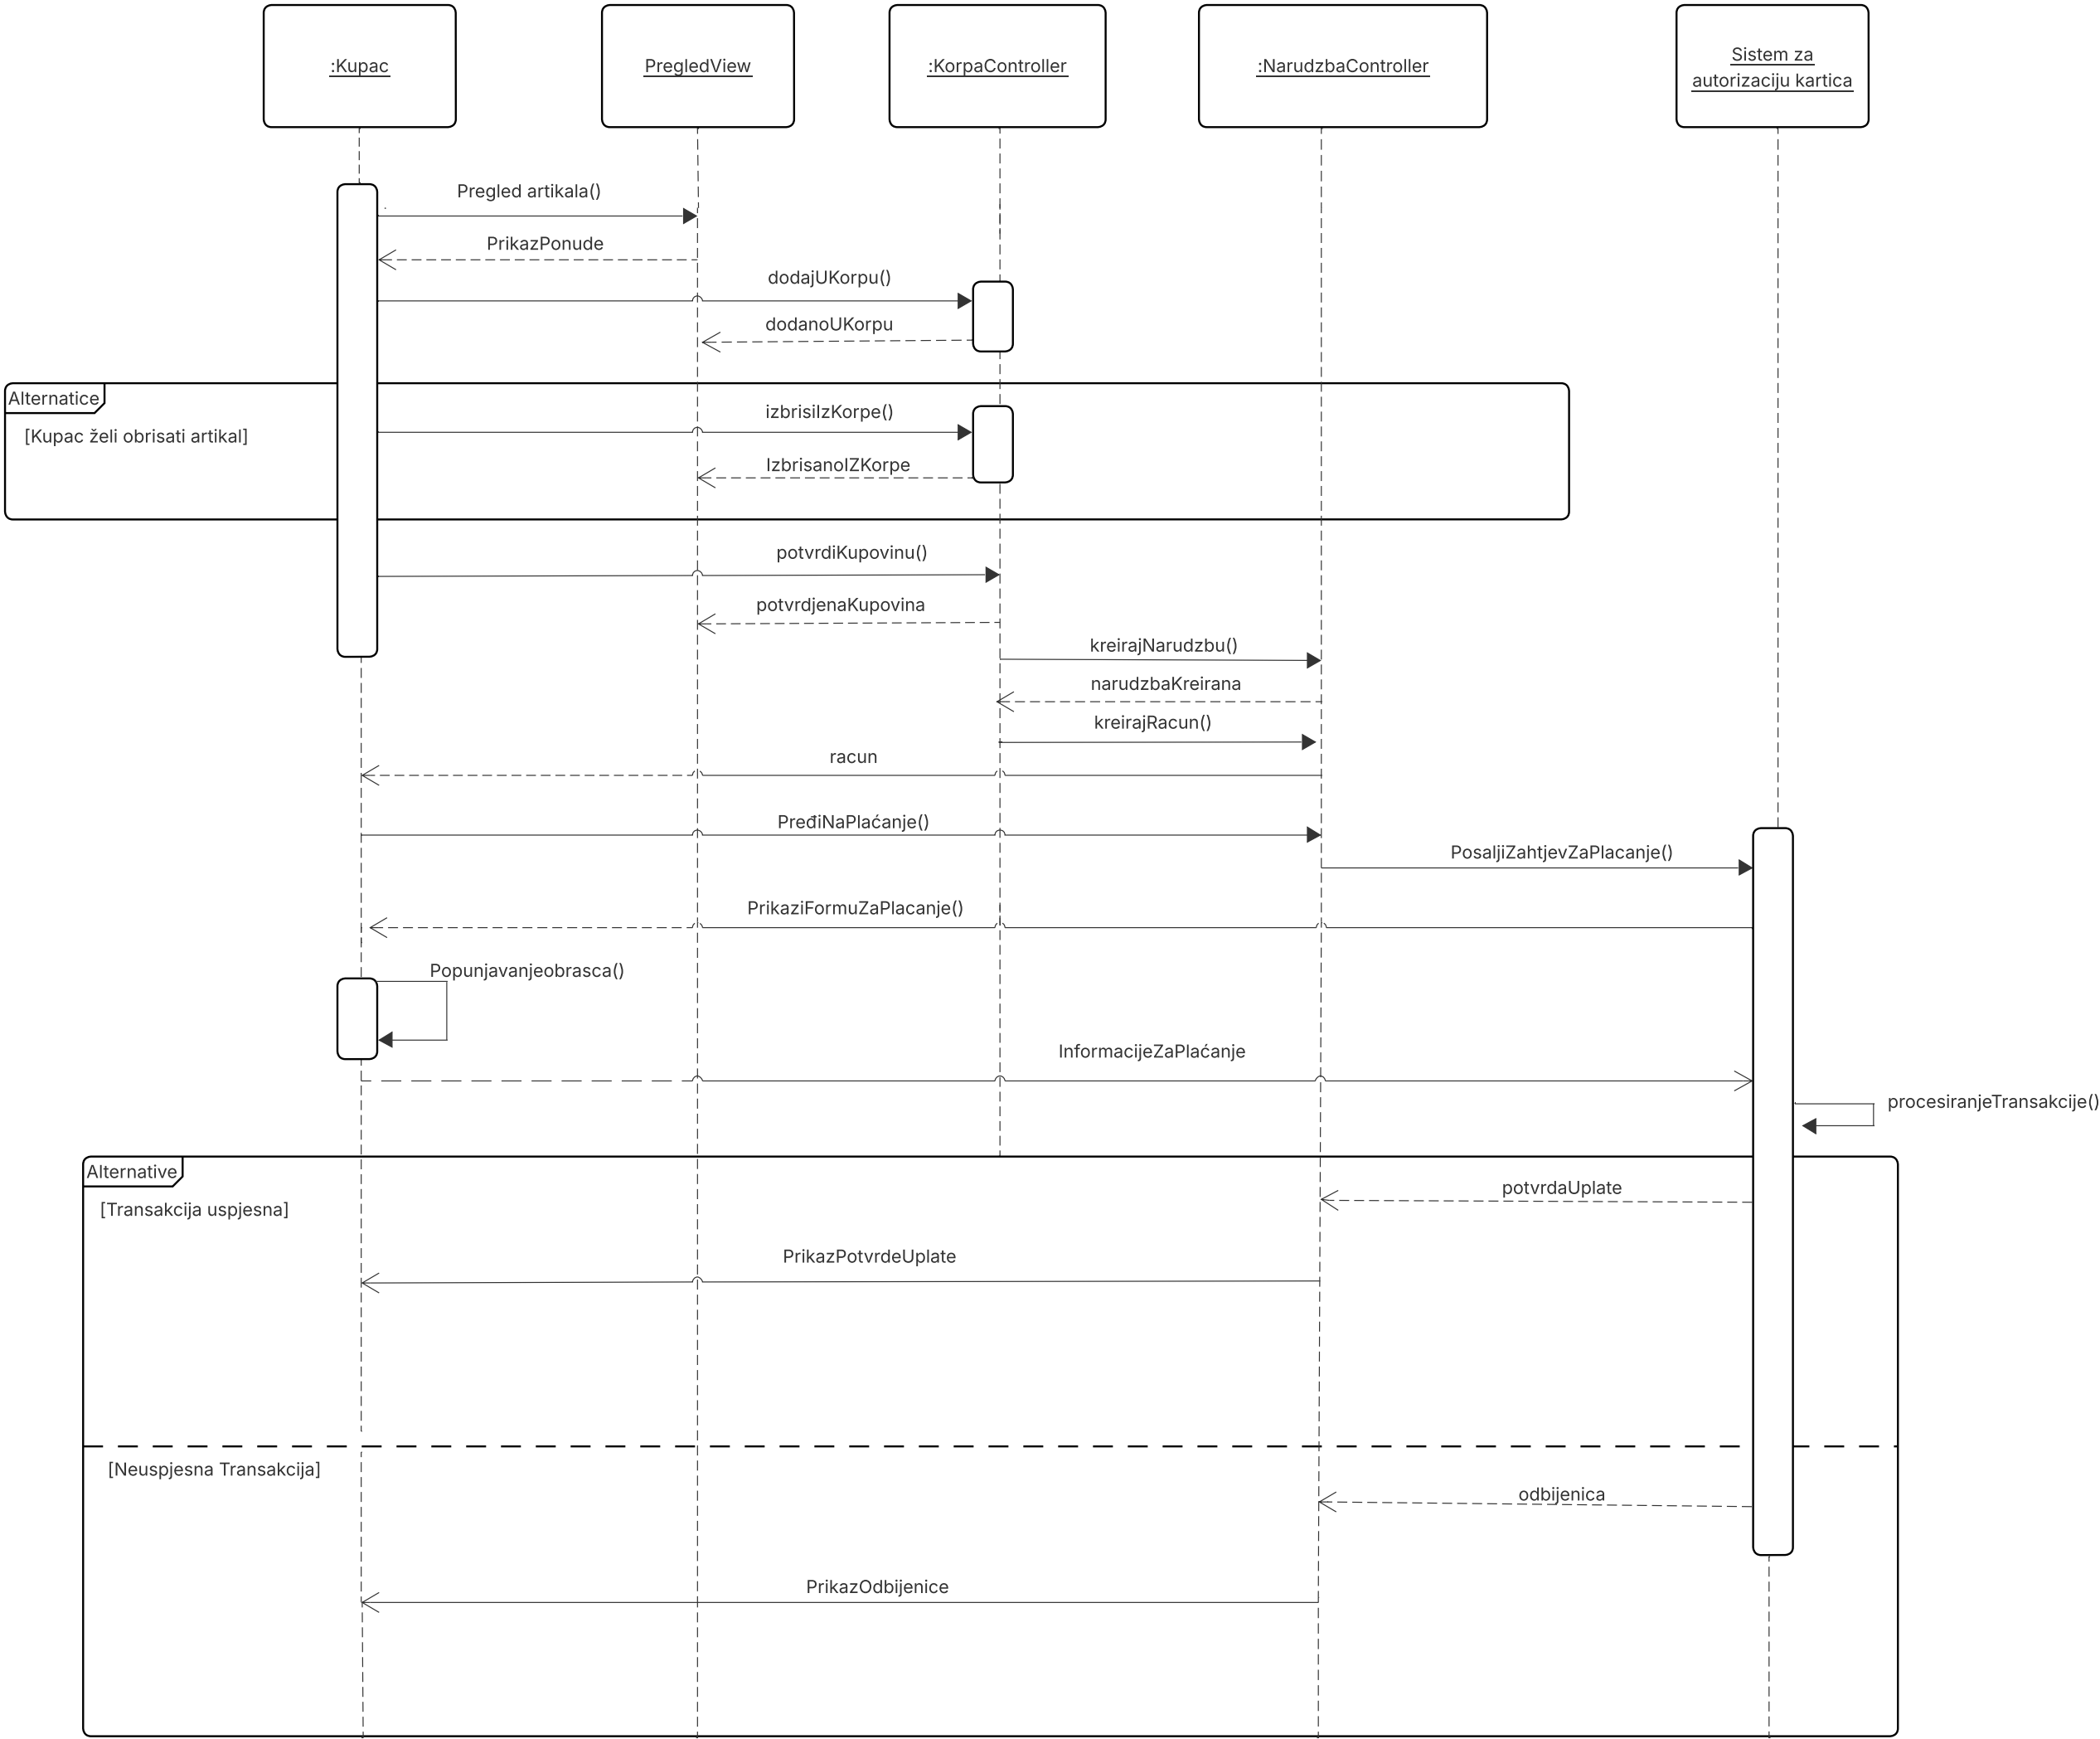 :Kupac
PregledView
:KorpaController
:NarudzbaController
Sistem za
autorizaciju kartica
Pregled artikala()
PrikazPonude
dodajUKorpu()
dodanoUKorpu
Alternatice
[Kupac želi obrisati artikal]
izbrisiIzKorpe()
IzbrisanoIZKorpe
potvrdiKupovinu()
potvrdjenaKupovina
kreirajNarudzbu()
narudzbaKreirana
kreirajRacun()
racun
PređiNaPlaćanje()
PosaljiZahtjevZaPlacanje()
PrikaziFormuZaPlacanje()
Popunjavanjeobrasca()
InformacijeZaPlaćanje
procesiranjeTransakcije()
Alternative
[Transakcija uspjesna]
potvrdaUplate
PrikazPotvrdeUplate
[Neuspjesna Transakcija]
odbijenica
PrikazOdbijenice